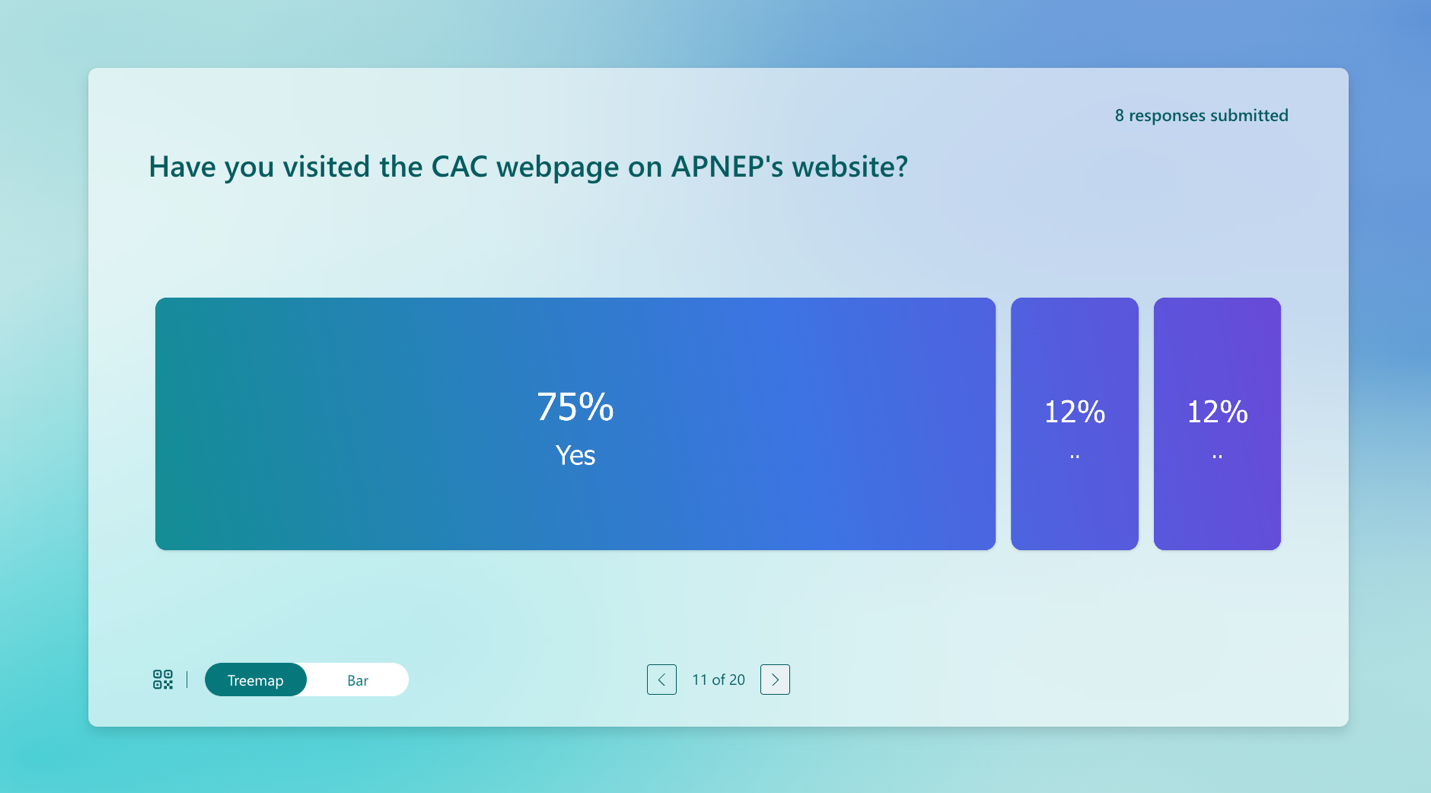 8 responses submitted
Have you visited the CAC webpage on APNEP's website?
75%
Yes
12%
..
12%
..
Treemap
Bar
11 of 20